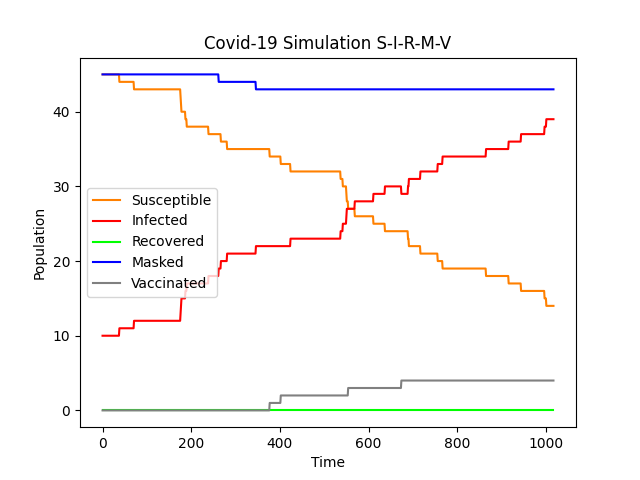 Covid-19 Simulation S-I-R-M-V
Population
40
30
20
10
0
Susceptible
Infected
Recovered
Masked
Vaccinated
0 200 400 600 800 1000
Time